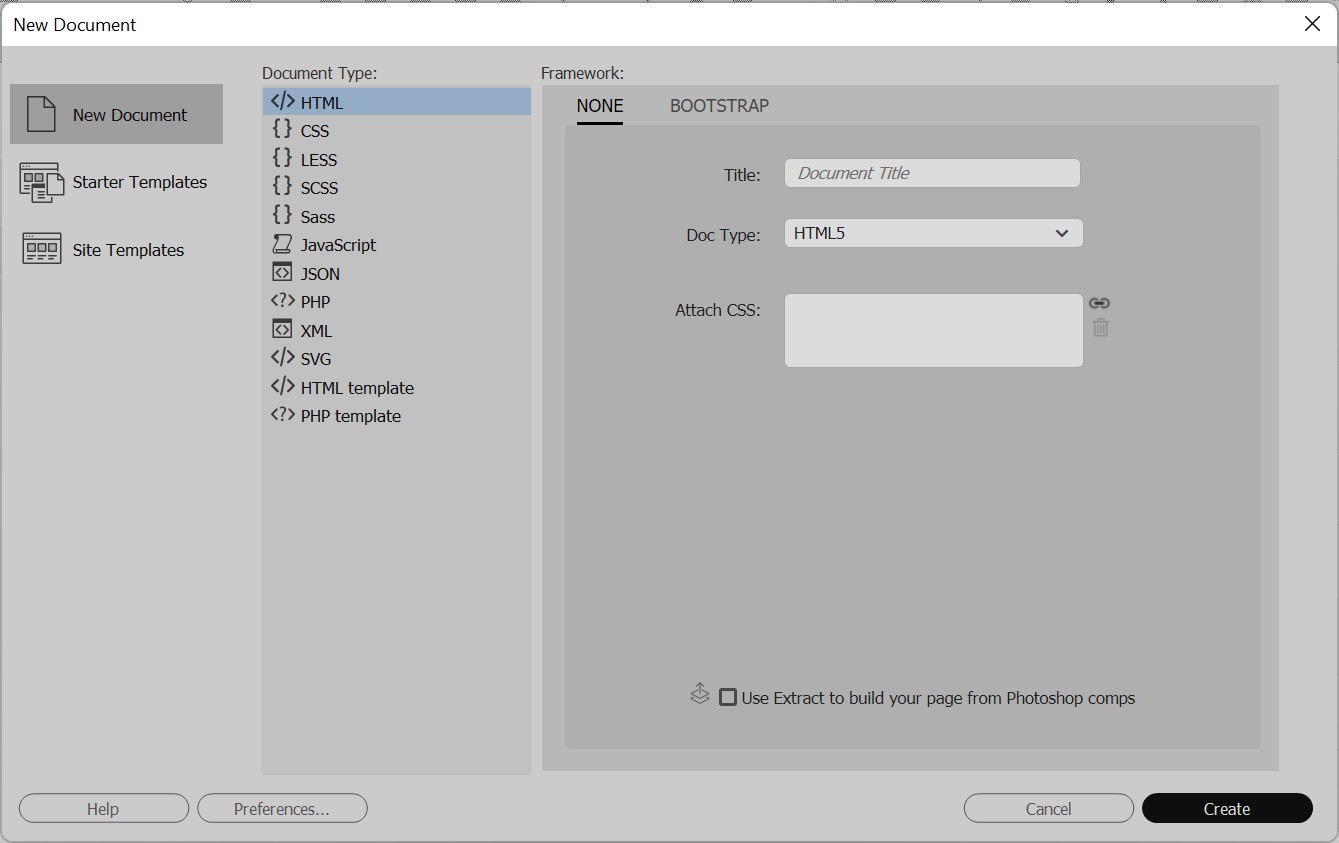 New Document
New Document
Starter Templates
Site Templates
Document Type:
HTML
CSS
LESS
SCSS
Sass
JavaScript
JSON
PHP
XML
SVG
HTML template
PHP template
Framework:
NONE
BOOTSTRAP
Title:
Document Title
Doc Type:
HTML5
Attach CSS:
Use Extract to build your page from Photoshop comps
Help
Preferences...
Cancel
Create